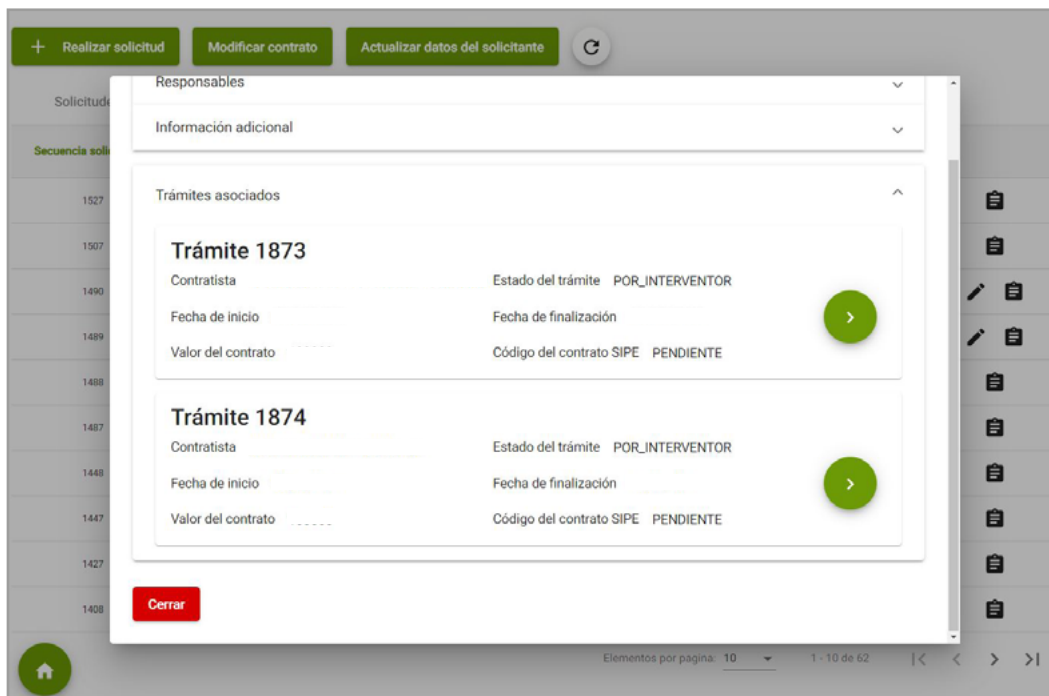 Realizar solicitud Modificar contrato Actualizar datos del solicitante
Responsables
Solicitude
Información adicional
Secuencia soli
Trámites asociados
1527
Trámite 1873
1507
Contratista Estado del trámite POR_INTERVENTOR
1490
Fecha de inicio Fecha de finalización
1489
Valor del contrato Código del contrato SIPE PENDIENTE
1488
Trámite 1874
1487
Contratista Estado del trámite POR_INTERVENTOR
1448
Fecha de inicio Fecha de finalización
1447
Valor del contrato Código del contrato SIPE PENDIENTE
1427
1408
Cerrar
Elementos por pagina: 10 1 - 10 de 62